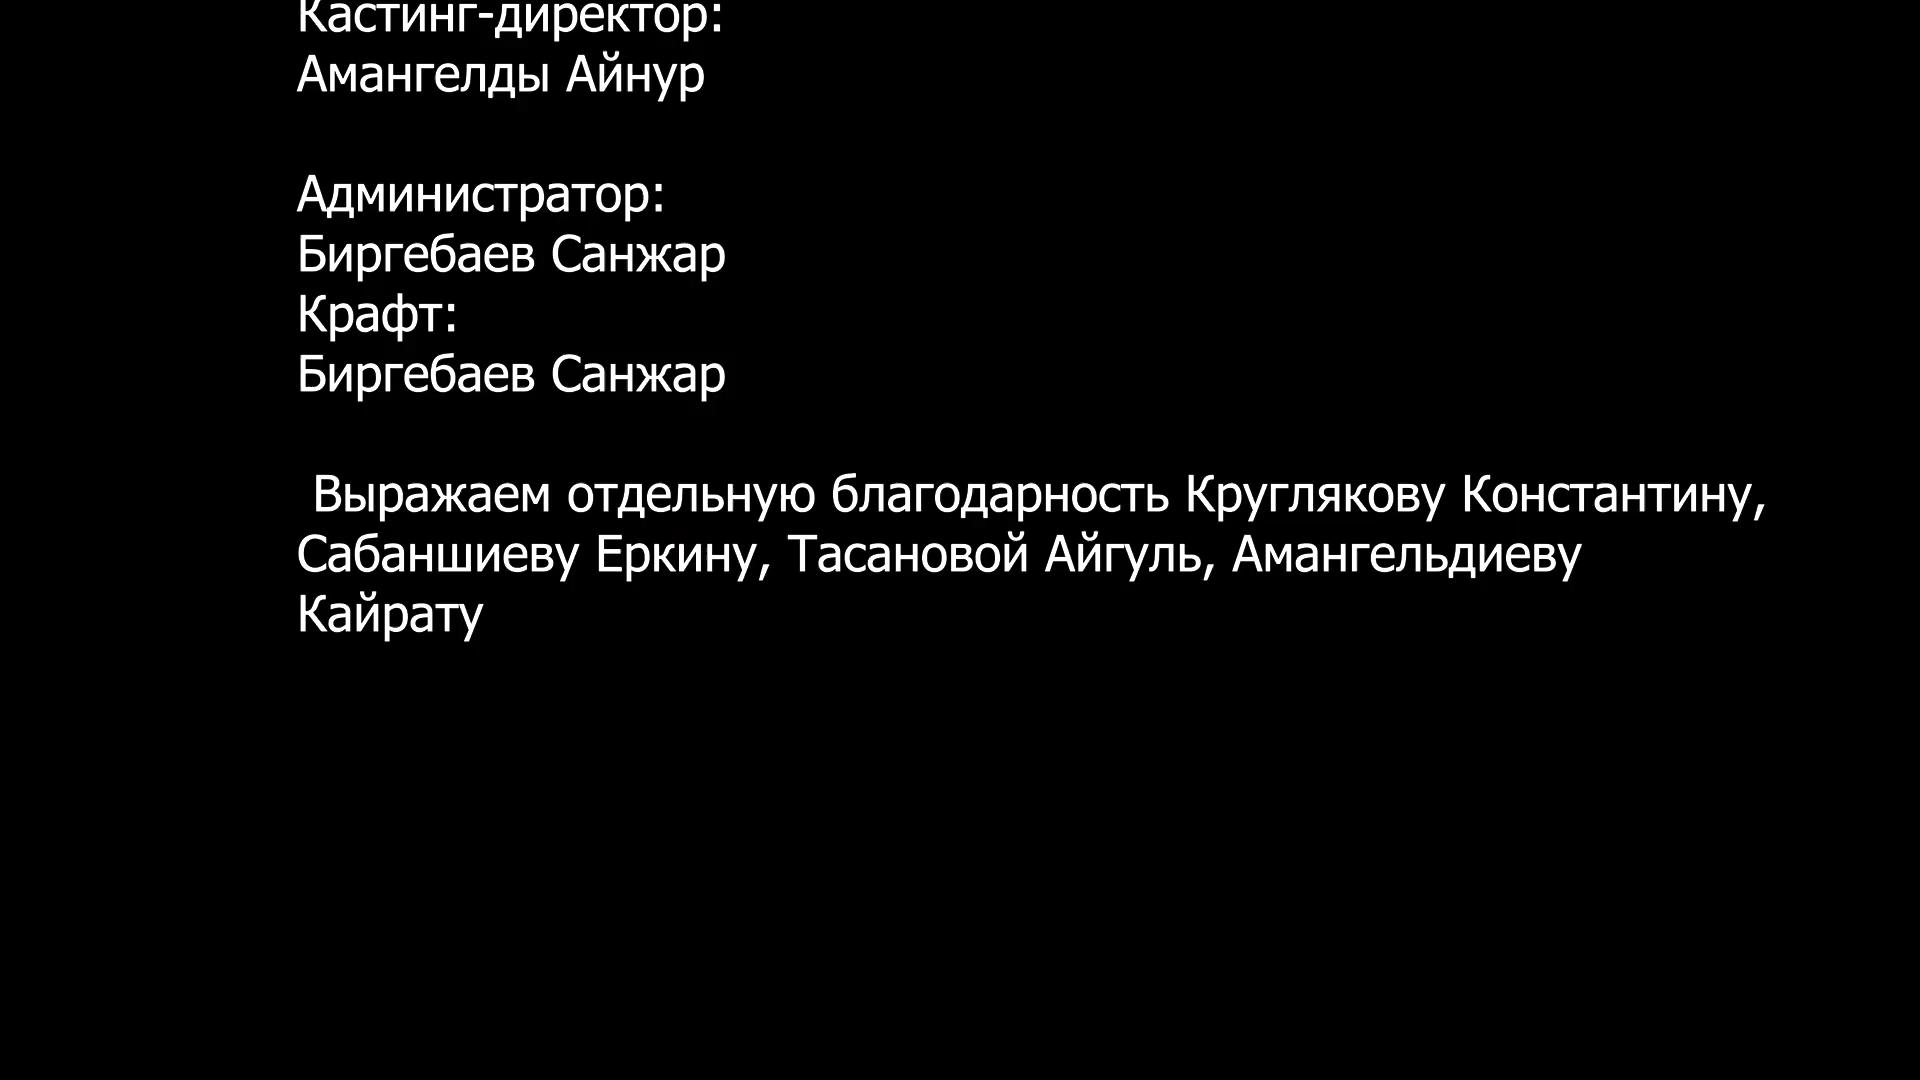 Кастинг-директор:
Амангелды Айнур
Администратор:
Биргебаев Санжар
Крафт:
Биргебаев Санжар
Выражаем отдельную благодарность Круглякову Константину,
Сабаншиеву Еркину, Тасановой Айгуль, Амангельдиеву
Кайрату